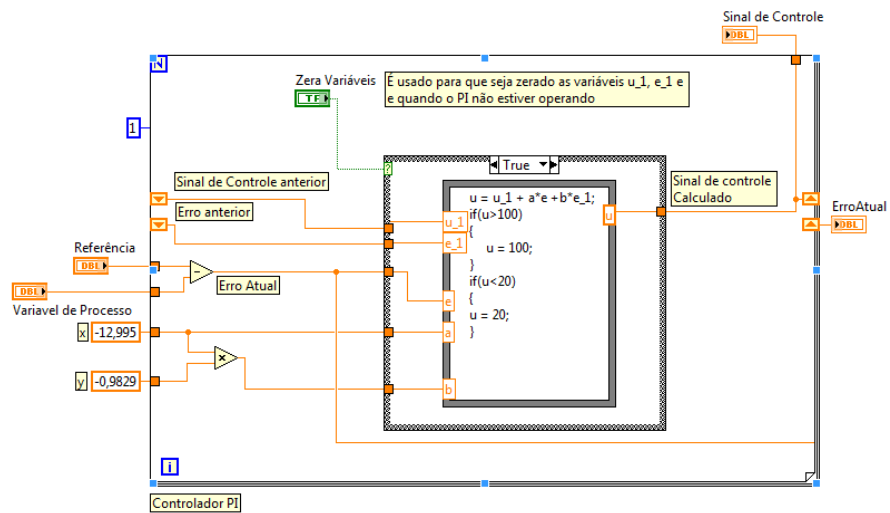 Sinal de Controle
DBL
N
Zera Variáveis
TF
É usado para que seja zerado as variáveis u_1, e_1 e
e quando o PI não estiver operando
1
?
True
Sinal de Controle anterior
Erro anterior
u = u_1 + a*e +b*e_1;
if(u>100)
{
u = 100;
}
if(u<20)
{
u = 20;
}
u_1
e_1
e
a
b
u
Sinal de controle
Calculado
ErroAtual
DBL
Referência
DBL
DBL
Variavel de Processo
-
Erro Atual
x -12,995
x
y -0,9829
i
Controlador PI